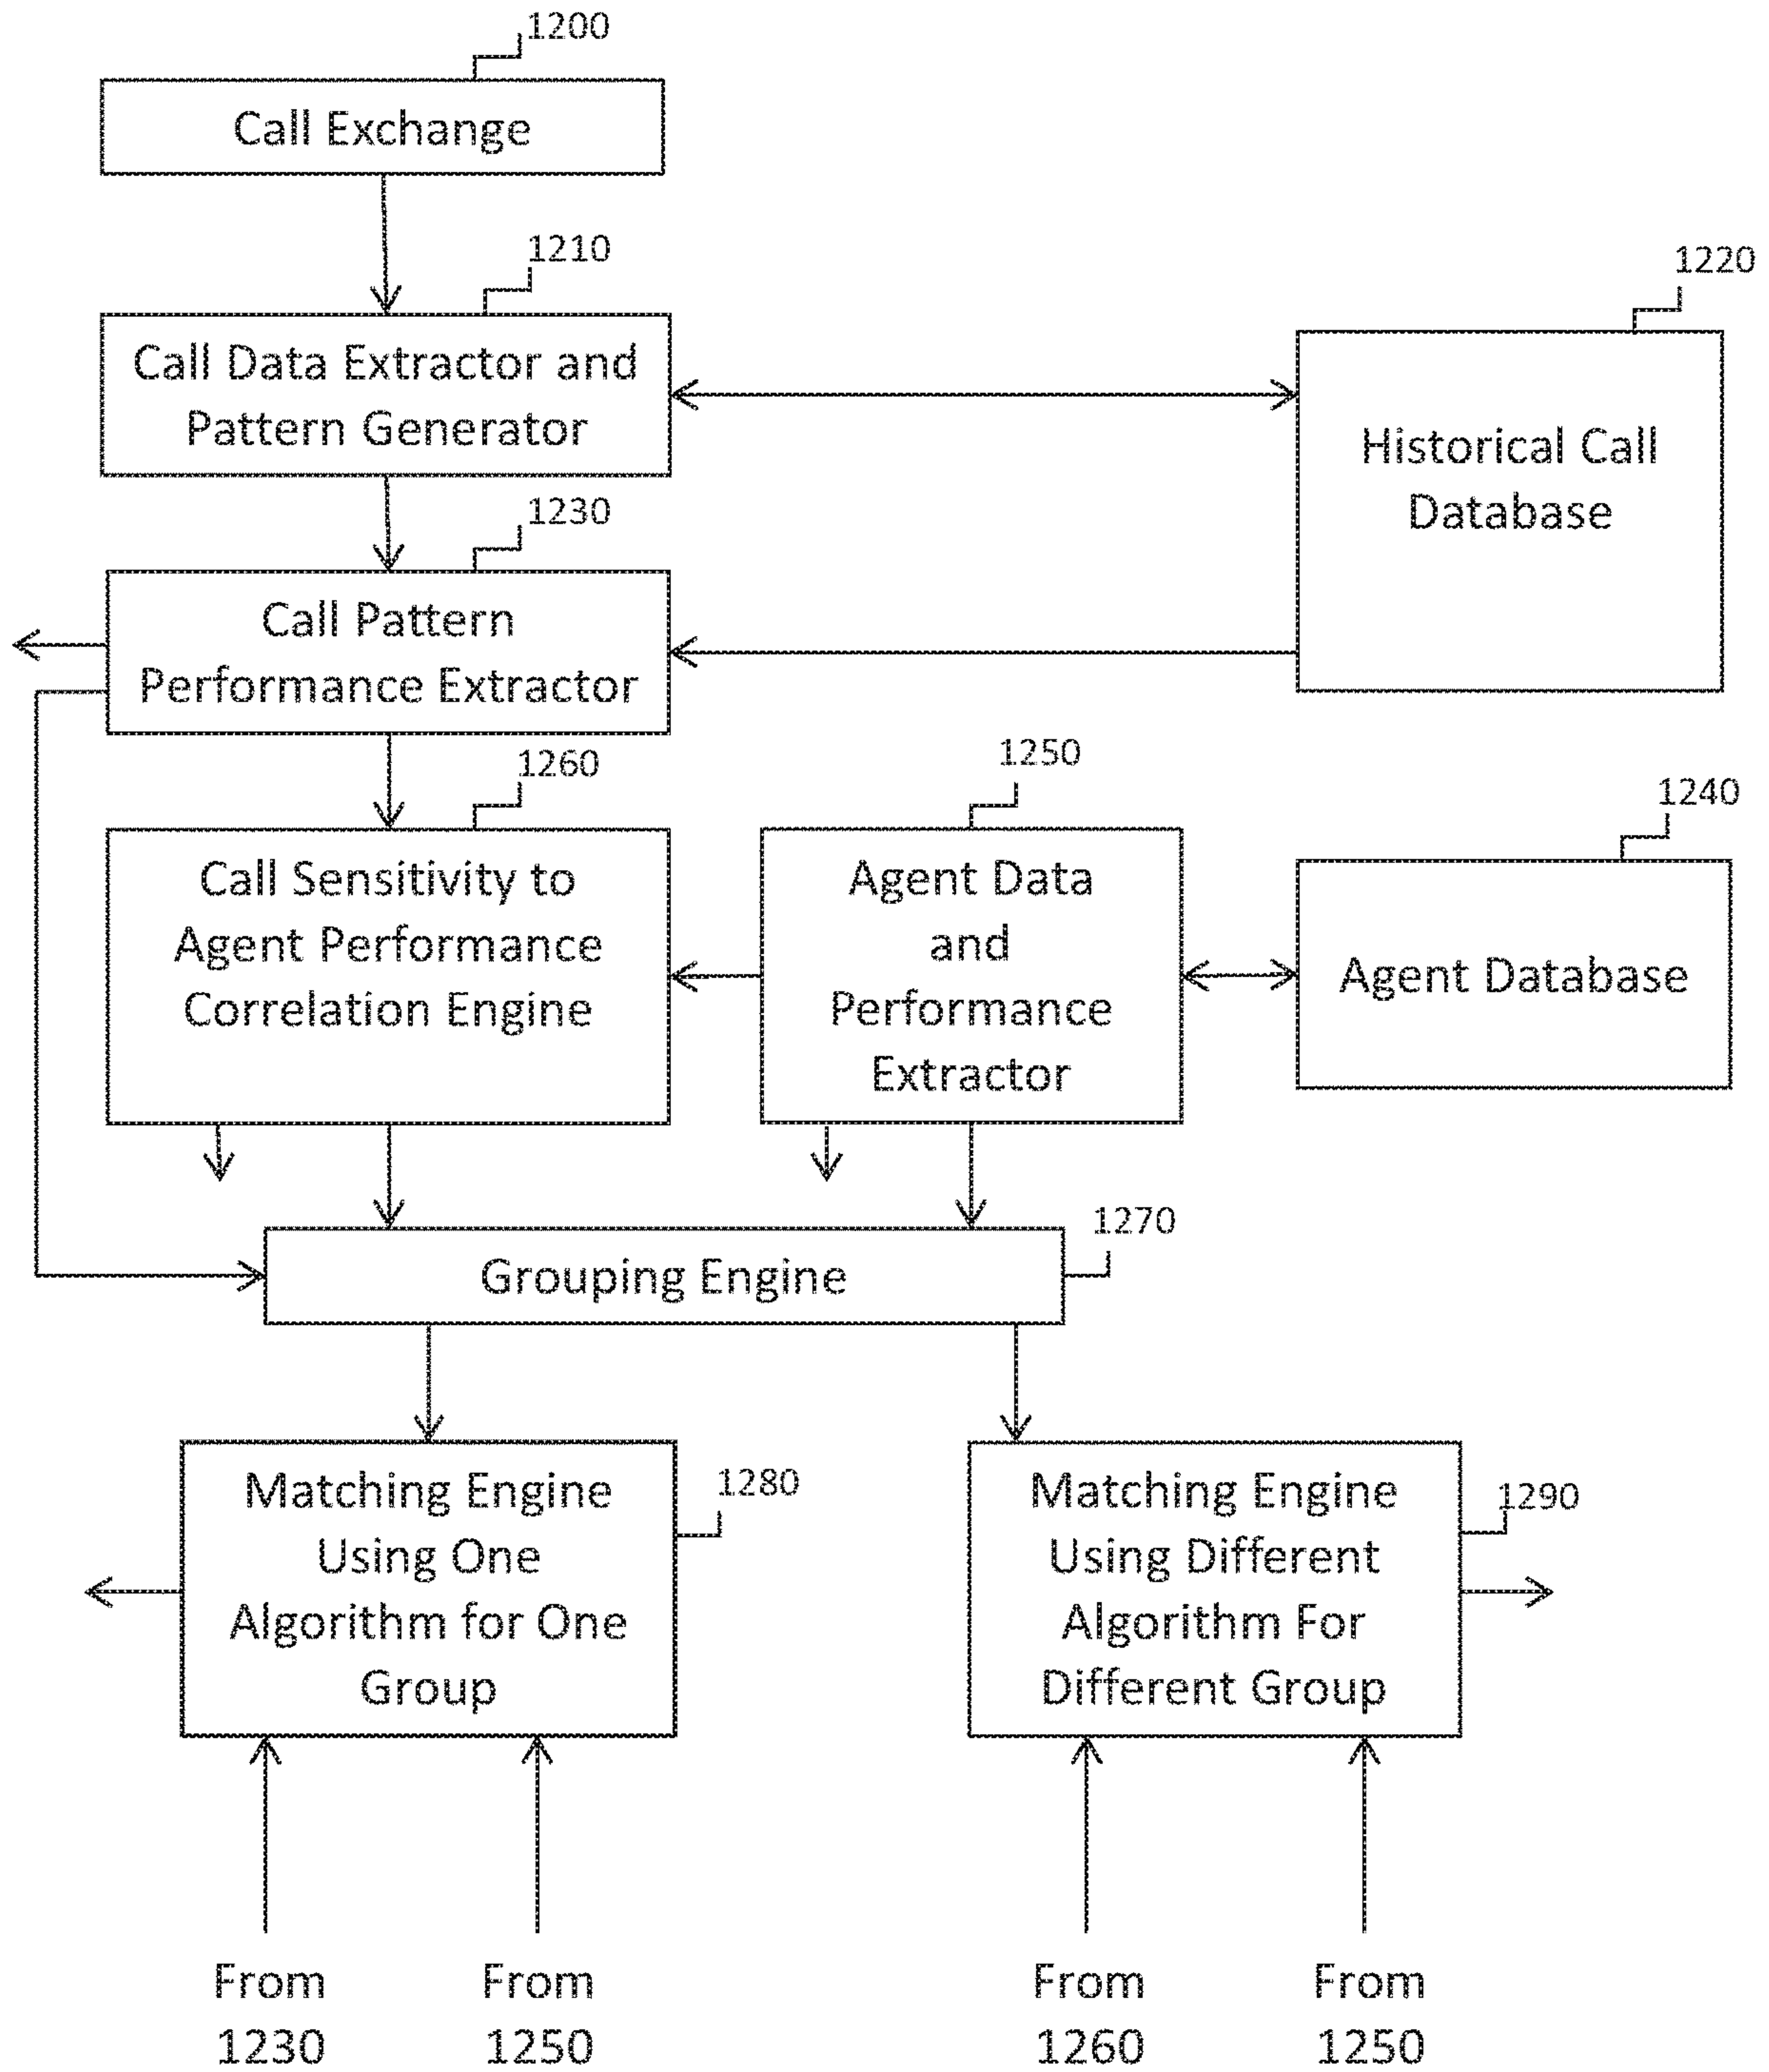 1200
Call Exchange
1210
Call Data Extractor and
Pattern Generator
1220
Historical Call
Database
1230
Call Pattern
Performance Extractor
1260
Call Sensitivity to
Agent Performance
Correlation Engine
1250
Agent Data
and
Performance
Extractor
1240
Agent Database
1270
Grouping Engine
1280
Matching Engine
Using One
Algorithm for One
Group
1290
Matching Engine
Using Different
Algorithm For
Different Group
From
1230
From
1250
From
1260
From
1250